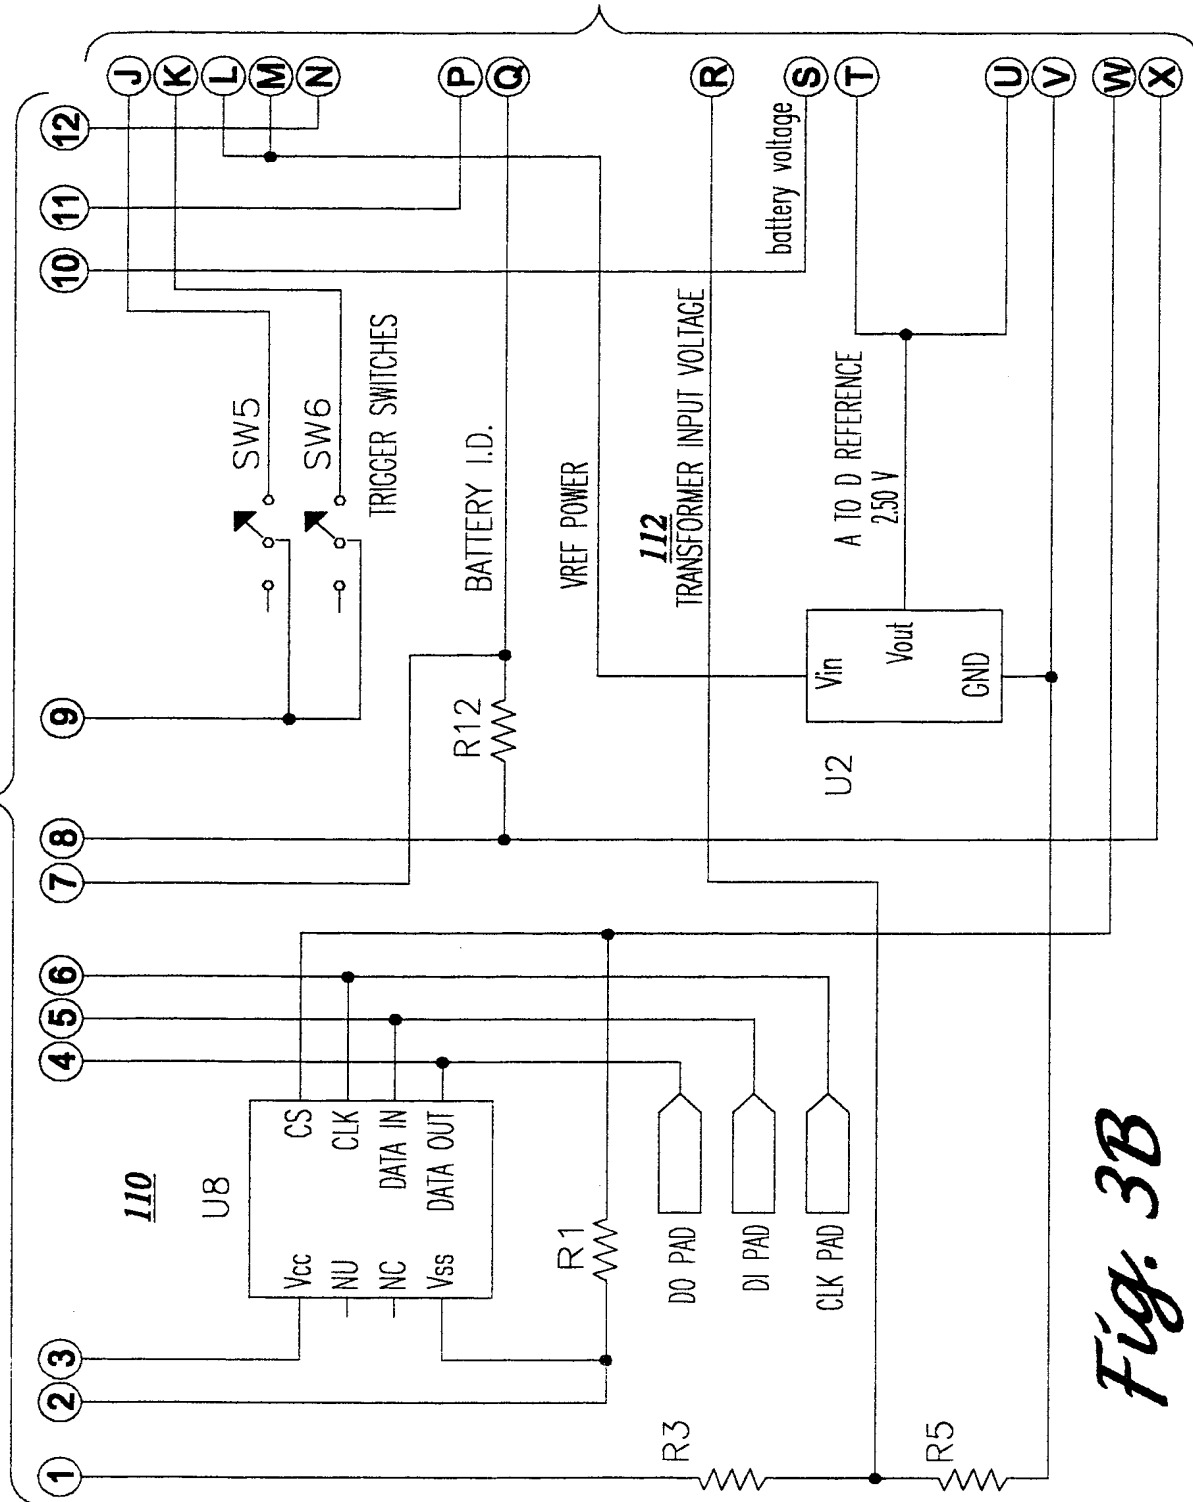 1
2
3
4
5
6
7
8
9
10
11
12
J
K
L
M
N
P
Q
R
S
T
U
V
W
X
SW5
SW6
TRIGGER SWITCHES
BATTERY I.D.
R12
VREF POWER
112
TRANSFORMER INPUT VOLTAGE
battery voltage
A TO D REFERENCE
2.50 V
Vin
Vout
GND
U2
110
U8
Vcc
NU
NC
Vss
CS
CLK
DATA IN
DATA OUT
R1
DO PAD
DI PAD
CLK PAD
R3
R5
Fig. 3B